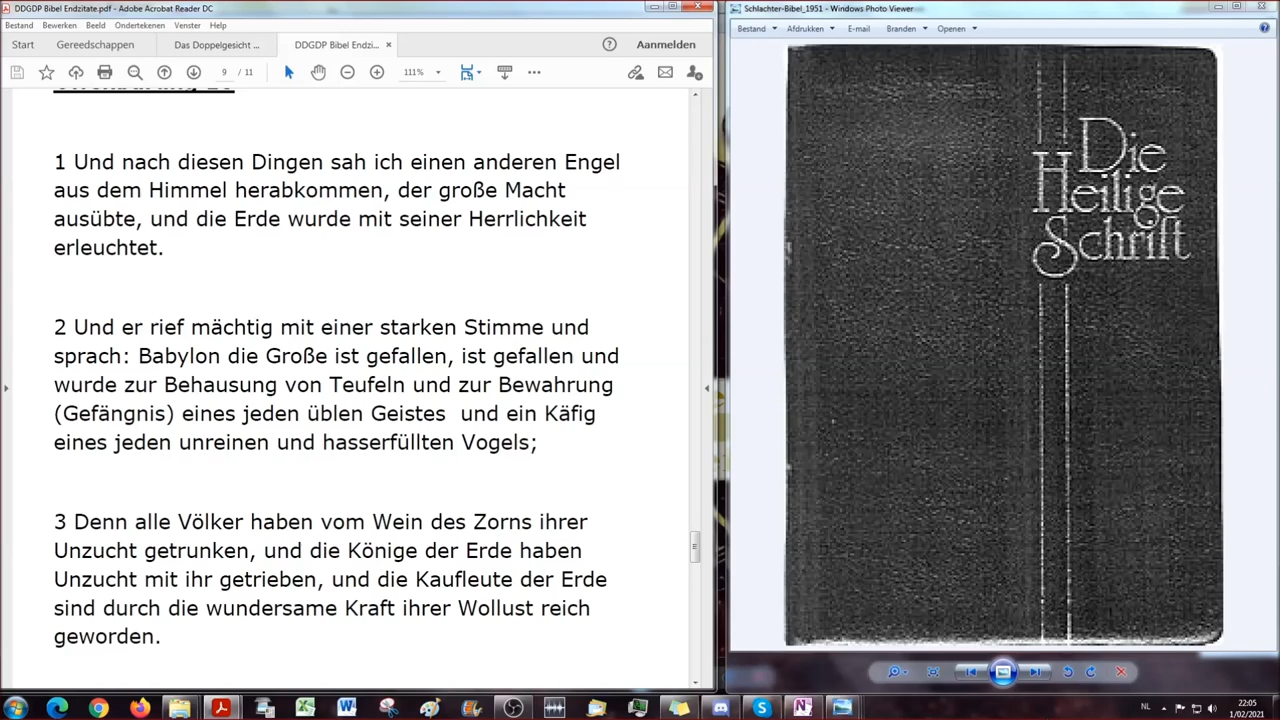 DDGDP Bibel Endzitate.pdf - Adobe Acrobat Reader DC
Bestand Bewerken Beeld Ondertekenen Venster Help
Start Gereedschappen Das Doppelgesicht ... DDGDP Bibel Endzi... × Anmelden
9 / 11 111%
1 Und nach diesen Dingen sah ich einen anderen Engel
aus dem Himmel herabkommen, der große Macht
ausübte, und die Erde wurde mit seiner Herrlichkeit
erleuchtet.
2 Und er rief mächtig mit einer starken Stimme und
sprach: Babylon die Große ist gefallen, ist gefallen und
wurde zur Behausung von Teufeln und zur Bewahrung
(Gefängnis) eines jeden üblen Geistes und ein Käfig
eines jeden unreinen und hasserfüllten Vogels;
3 Denn alle Völker haben vom Wein des Zorns ihrer
Unzucht getrunken, und die Könige der Erde haben
Unzucht mit ihr getrieben, und die Kaufleute der Erde
sind durch die wundersame Kraft ihrer Wollust reich
geworden.
Schlachter-Bibel_1951 - Windows Photo Viewer
Bestand Afdrukken E-mail Branden Openen
Die
Heilige
Schrift
NL 22:05
1/02/2021